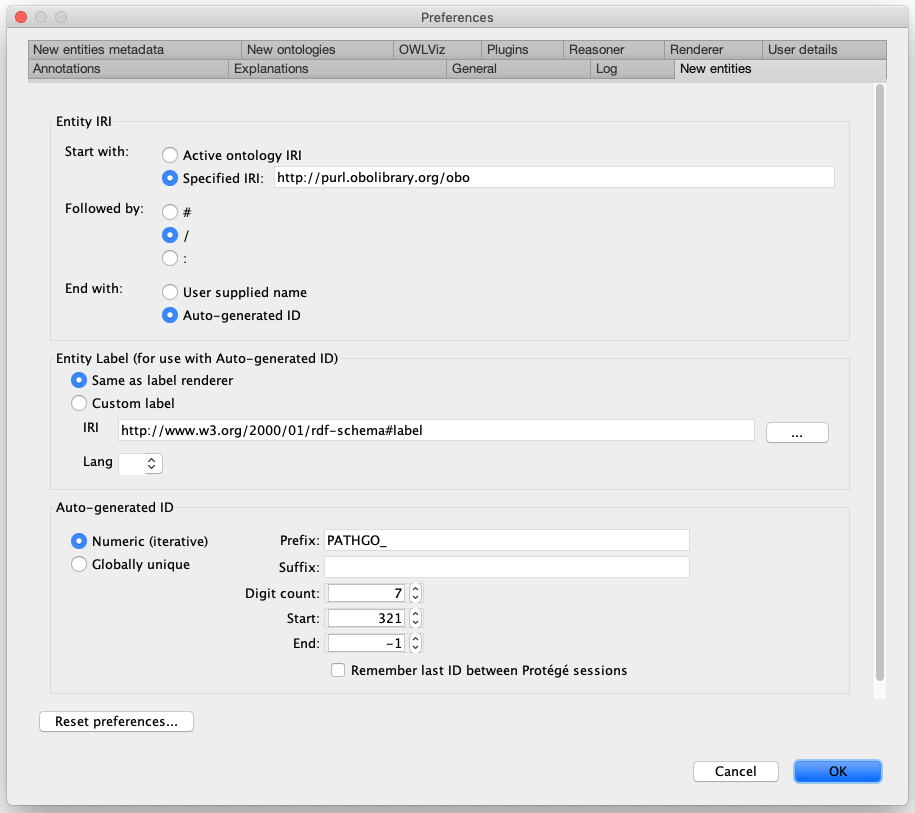 Preferences
New entities metadata New ontologies OWLViz Plugins Reasoner Renderer User details
Annotations Explanations General Log New entities
Entity IRI
Start with: Active ontology IRI
Specified IRI: http://purl.obolibrary.org/obo
Followed by: #
/
:
End with: User supplied name
Auto-generated ID
Entity Label (for use with Auto-generated ID)
Same as label renderer
Custom label
IRI http://www.w3.org/2000/01/rdf-schema#label ...
Lang
Auto-generated ID
Numeric (iterative) Prefix: PATHGO_
Globally unique Suffix:
Digit count: 7
Start: 321
End: -1
Remember last ID between Protégé sessions
Reset preferences...
Cancel OK